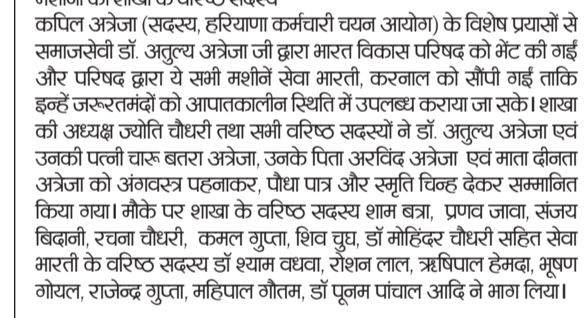 कपिल अत्रेजा (सदस्य, हरियाणा कर्मचारी चयन आयोग) के विशेष प्रयासों से
समाजसेवी डॉ. अतुल्य अत्रेजा जी द्वारा भारत विकास परिषद को भेंट की गईं
और परिषद द्वारा ये सभी मशीनें सेवा भारती, करनाल को सौंपी गईं ताकि
इन्हें जरूरतमंदों को आपातकालीन स्थिति में उपलब्ध कराया जा सके। शाखा
की अध्यक्ष ज्योति चौधरी तथा सभी वरिष्ठ सदस्यों ने डॉ. अतुल्य अत्रेजा एवं
उनकी पत्नी चारू बतरा अत्रेजा, उनके पिता अरविंद अत्रेजा एवं माता दीनता
अत्रेजा को अंगवस्त्र पहनाकर, पौधा पात्र और स्मृति चिन्ह देकर सम्मानित
किया गया। मौके पर शाखा के वरिष्ठ सदस्य शाम बत्रा, प्रणव जावा, संजय
बिदानी, रचना चौधरी, कमल गुप्ता, शिव चुघ, डॉ मोहिंदर चौधरी सहित सेवा
भारती के वरिष्ठ सदस्य डॉ श्याम वधवा, रोशन लाल, ऋषिपाल हेमदा, भूषण
गोयल, राजेन्द्र गुप्ता, महिपाल गौतम, डॉ पूनम पांचाल आदि ने भाग लिया।